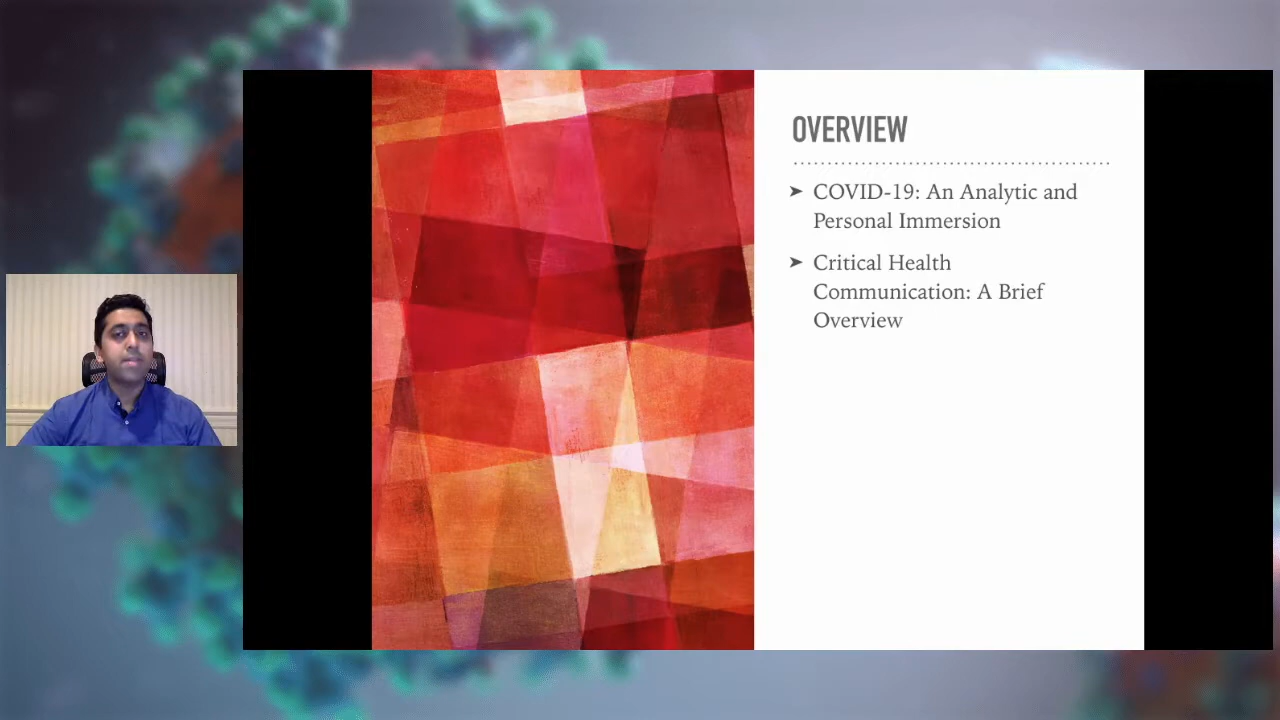 OVERVIEW
➤ COVID-19: An Analytic and
Personal Immersion
➤ Critical Health
Communication: A Brief
Overview